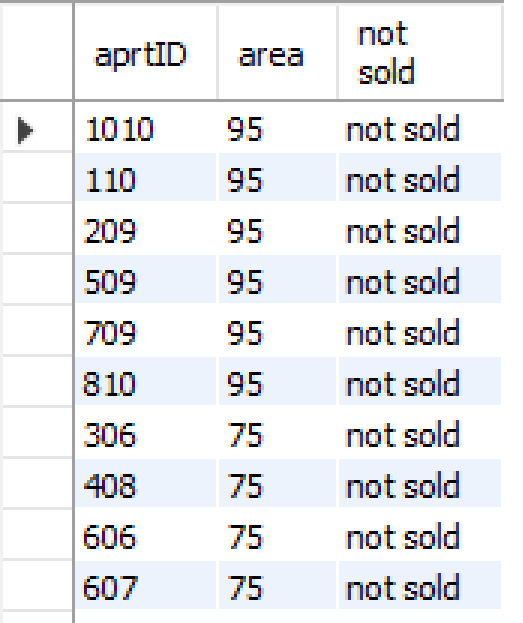 aprtID area not sold
1010 95 not sold
110 95 not sold
209 95 not sold
509 95 not sold
709 95 not sold
810 95 not sold
306 75 not sold
408 75 not sold
606 75 not sold
607 75 not sold